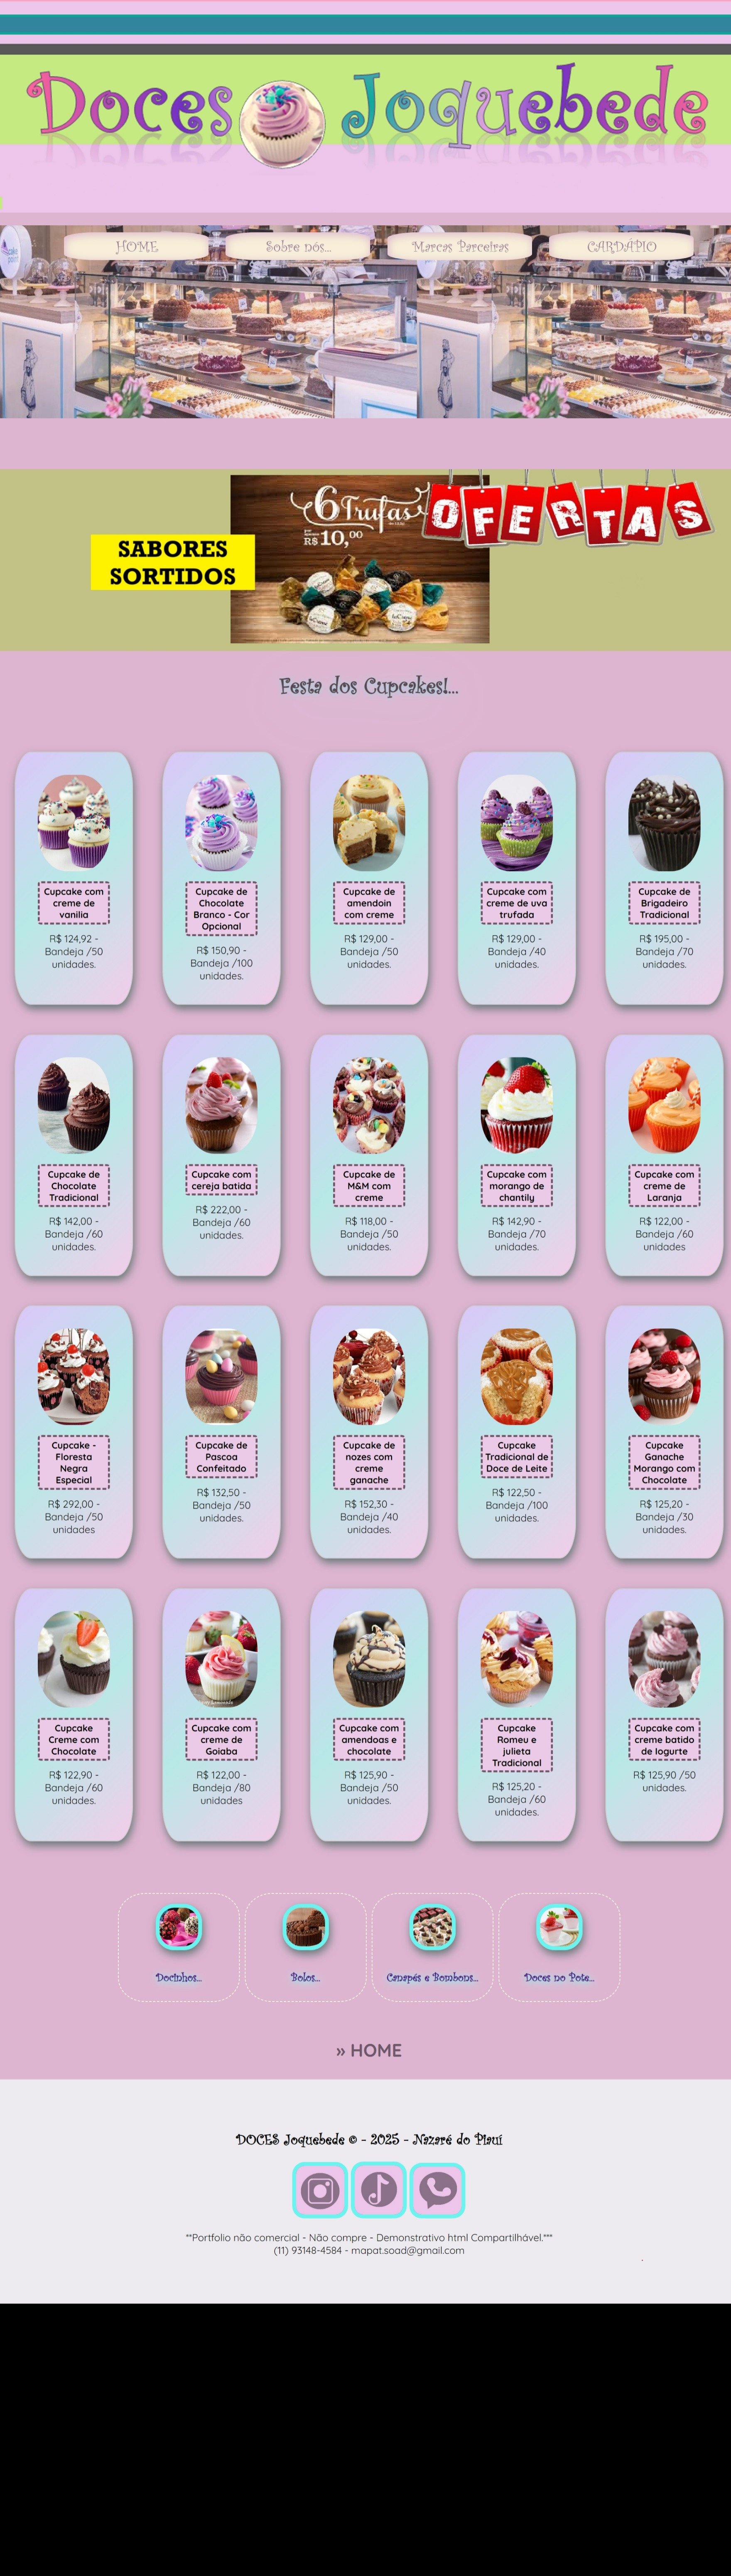 Doces Joquebede
HOME
Sobre nós...
Marcas Parceiras
CARDÁPIO
OFERTAS
6 Trufas
R$ 10,00
SABORES
SORTIDOS
Festa dos Cupcakes!...
Cupcake com
creme de
vanilia
R$ 124,92 -
Bandeja /50
unidades.
Cupcake de
Chocolate
Branco - Cor
Opcional
R$ 150,90 -
Bandeja /100
unidades.
Cupcake de
amendoin
com creme
R$ 129,00 -
Bandeja /50
unidades.
Cupcake com
creme de uva
trufada
R$ 129,00 -
Bandeja /40
unidades.
Cupcake de
Brigadeiro
Tradicional
R$ 195,00 -
Bandeja /70
unidades.
Cupcake de
Chocolate
Tradicional
R$ 142,00 -
Bandeja /60
unidades.
Cupcake com
cereja batida
R$ 222,00 -
Bandeja /60
unidades.
Cupcake de
M&M com
creme
R$ 118,00 -
Bandeja /50
unidades.
Cupcake com
morango de
chantily
R$ 142,90 -
Bandeja /70
unidades.
Cupcake com
creme de
Laranja
R$ 122,00 -
Bandeja /60
unidades
Cupcake -
Floresta
Negra
Especial
R$ 292,00 -
Bandeja /50
unidades
Cupcake de
Pascoa
Confeitado
R$ 132,50 -
Bandeja /50
unidades.
Cupcake de
nozes com
creme
ganache
R$ 152,30 -
Bandeja /40
unidades.
Cupcake
Tradicional de
Doce de Leite
R$ 122,50 -
Bandeja /100
unidades.
Cupcake
Ganache
Morango com
Chocolate
R$ 125,20 -
Bandeja /30
unidades.
Cupcake
Creme com
Chocolate
R$ 122,90 -
Bandeja /60
unidades.
Cupcake com
creme de
Goiaba
R$ 122,00 -
Bandeja /80
unidades
Cupcake com
amendoas e
chocolate
R$ 125,90 -
Bandeja /50
unidades.
Cupcake
Romeu e
julieta
Tradicional
R$ 125,20 -
Bandeja /60
unidades.
Cupcake com
creme batido
de Iogurte
R$ 125,90 /50
unidades.
Docinhos...
Bolos...
Canapés e Bombons...
Doces no Pote...
» HOME
DOCES Joquebede © - 2025 - Nazaré do Piauí
**Portfolio não comercial - Não compre - Demonstrativo html Compartilhável.***
(11) 93148-4584 - mapat.soad@gmail.com